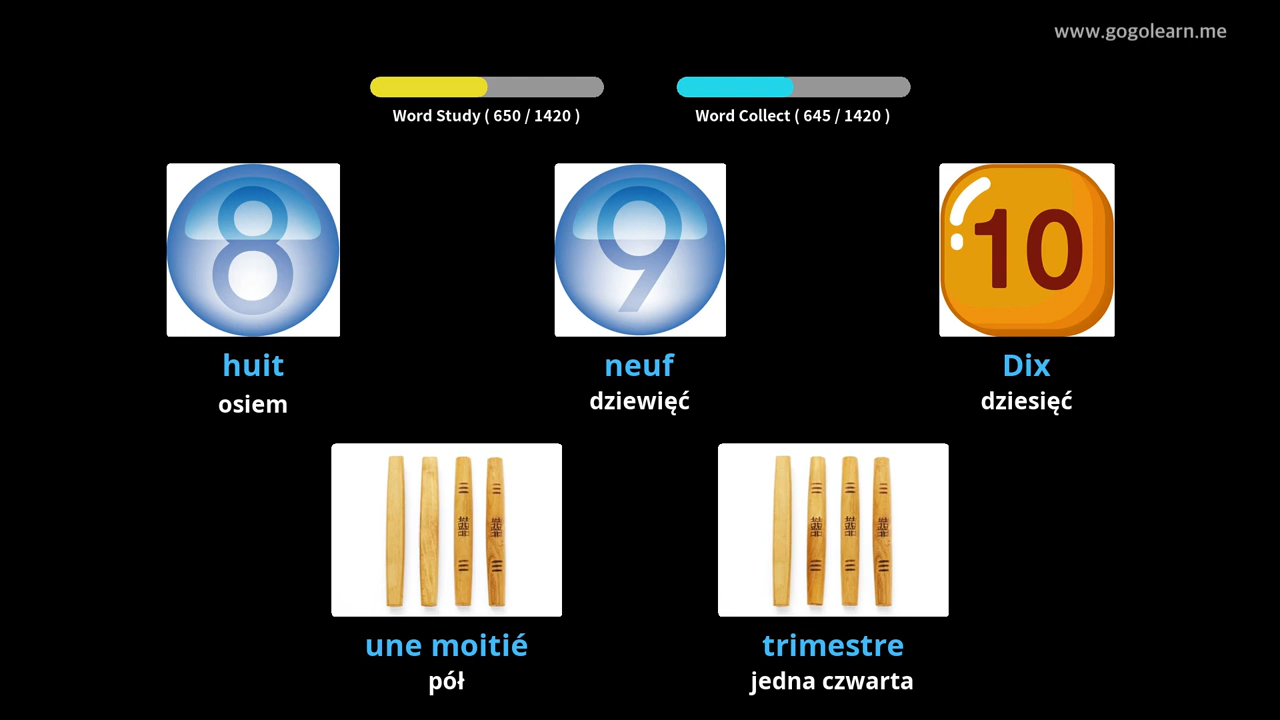 www.gogolearn.me
Word Study ( 650 / 1420 )
Word Collect ( 645 / 1420 )
8
9
10
huit
neuf
Dix
osiem
dziewięć
dziesięć
une moitié
trimestre
pół
jedna czwarta